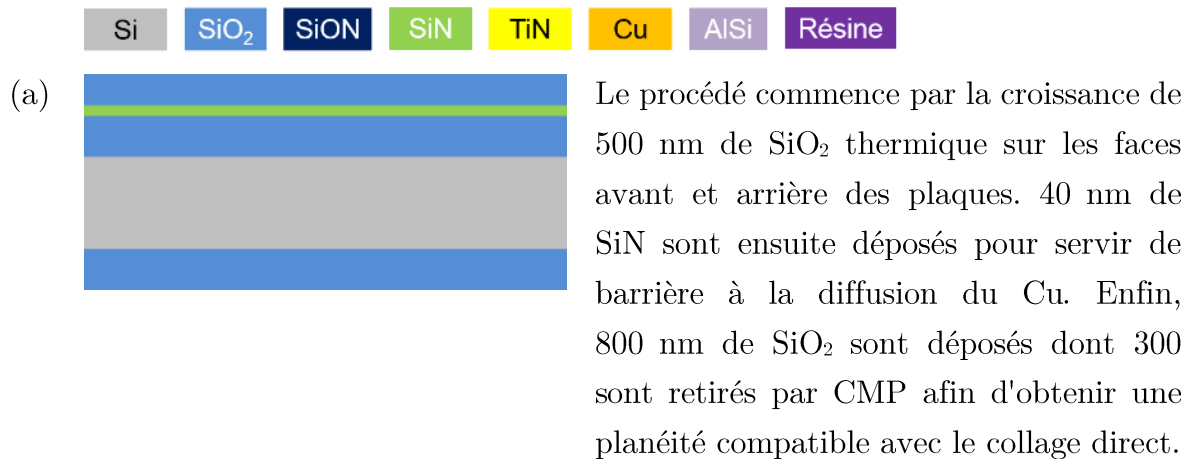 Si SiO₂ SiON SiN TiN Cu AlSi Résine
(a) Le procédé commence par la croissance de
500 nm de SiO₂ thermique sur les faces
avant et arrière des plaques. 40 nm de
SiN sont ensuite déposés pour servir de
barrière à la diffusion du Cu. Enfin,
800 nm de SiO₂ sont déposés dont 300
sont retirés par CMP afin d'obtenir une
planéité compatible avec le collage direct.